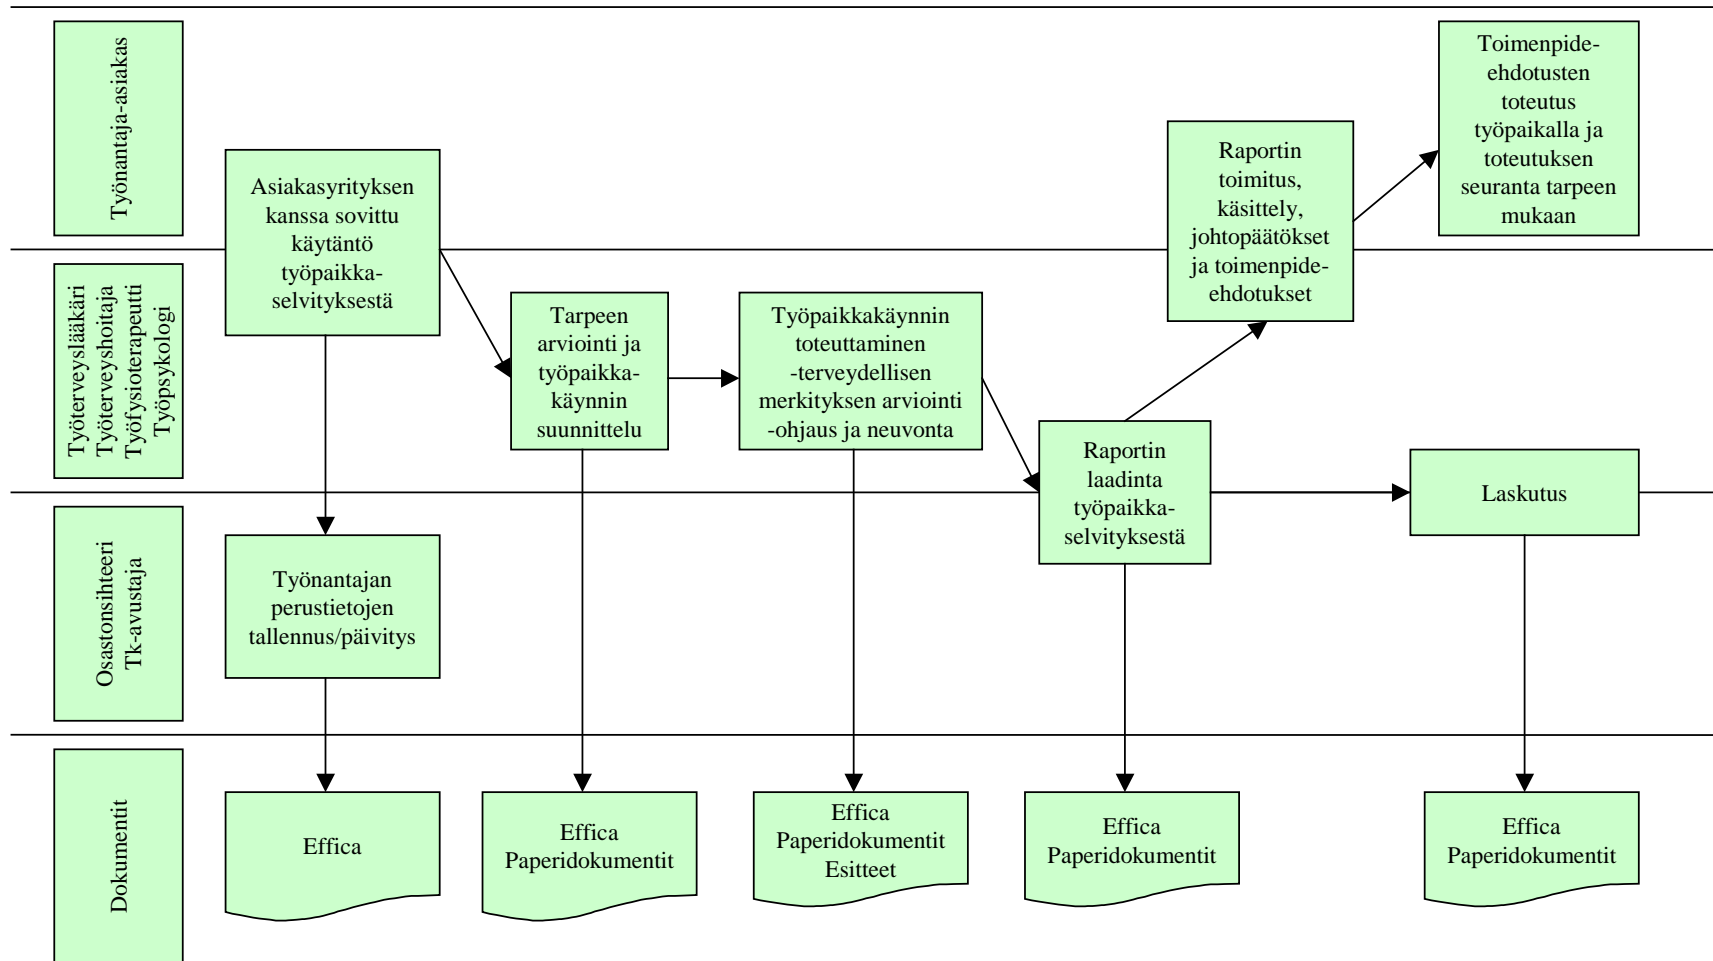 Työnantaja-asiakas
Asiakasyrityksen
kanssa sovittu
käytäntö
työpaikka-
selvityksestä
Raportin
toimitus,
käsittely,
johtopäätökset
ja toimenpide-
ehdotukset
Toimenpide-
ehdotusten
toteutus
työpaikalla ja
toteutuksen
seuranta tarpeen
mukaan
Työterveyslääkäri
Työterveyshoitaja
Työfysioterapeutti
Työpsykologi
Tarpeen
arviointi ja
työpaikka-
käynnin
suunnittelu
Työpaikkakäynnin
toteuttaminen
-terveydellisen
merkityksen arviointi
-ohjaus ja neuvonta
Raportin
laadinta
työpaikka-
selvityksestä
Laskutus
Osastonsihteeri
Tk-avustaja
Työnantajan
perustietojen
tallennus/päivitys
Dokumentit
Effica
Effica
Paperidokumentit
Effica
Paperidokumentit
Esitteet
Effica
Paperidokumentit
Effica
Paperidokumentit